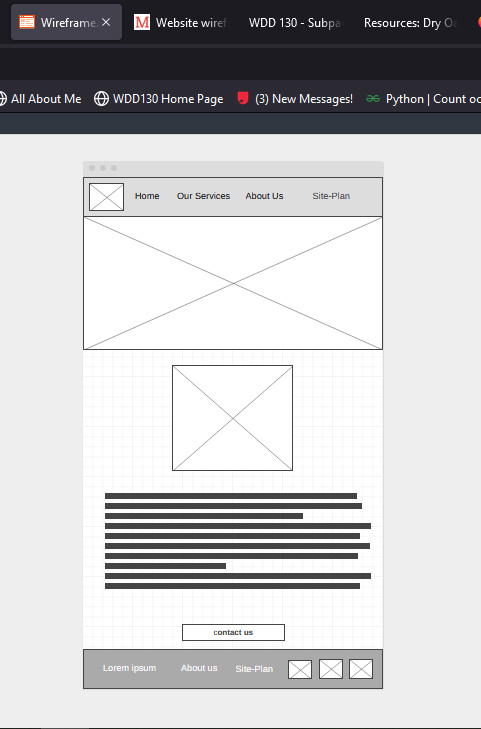 Wireframe.
Website wiref
WDD 130 - Subpa
Resources: Dry Oa
All About Me
WDD130 Home Page
(3) New Messages!
Python | Count oc
Home
Our Services
About Us
Site-Plan
contact us
Lorem ipsum
About us
Site-Plan